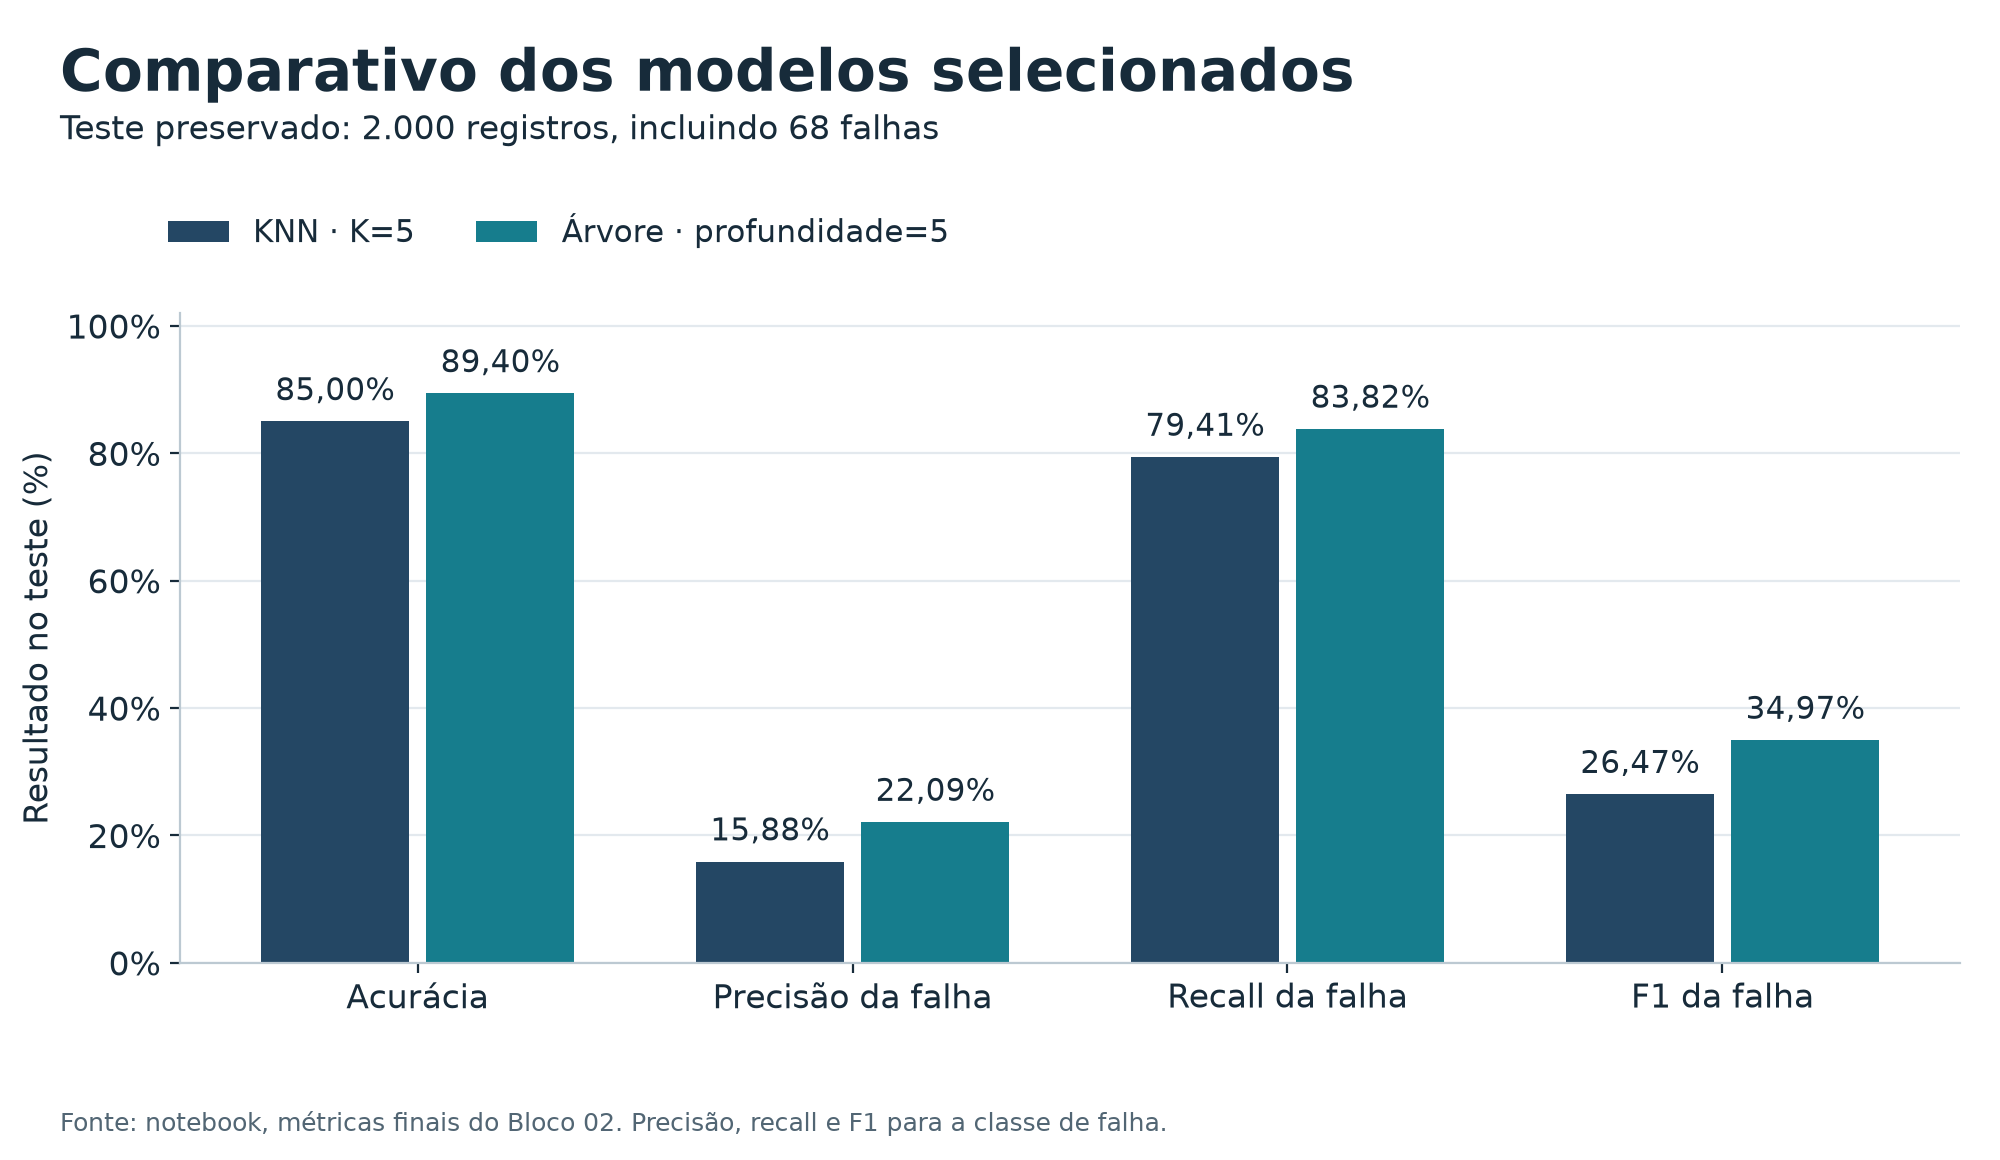 Comparativo dos modelos selecionados
Teste preservado: 2.000 registros, incluindo 68 falhas
KNN · K=5
Árvore · profundidade=5
Resultado no teste (%)
100%
80%
60%
40%
20%
0%
85,00%
89,40%
15,88%
22,09%
79,41%
83,82%
26,47%
34,97%
Acurácia
Precisão da falha
Recall da falha
F1 da falha
Fonte: notebook, métricas finais do Bloco 02. Precisão, recall e F1 para a classe de falha.